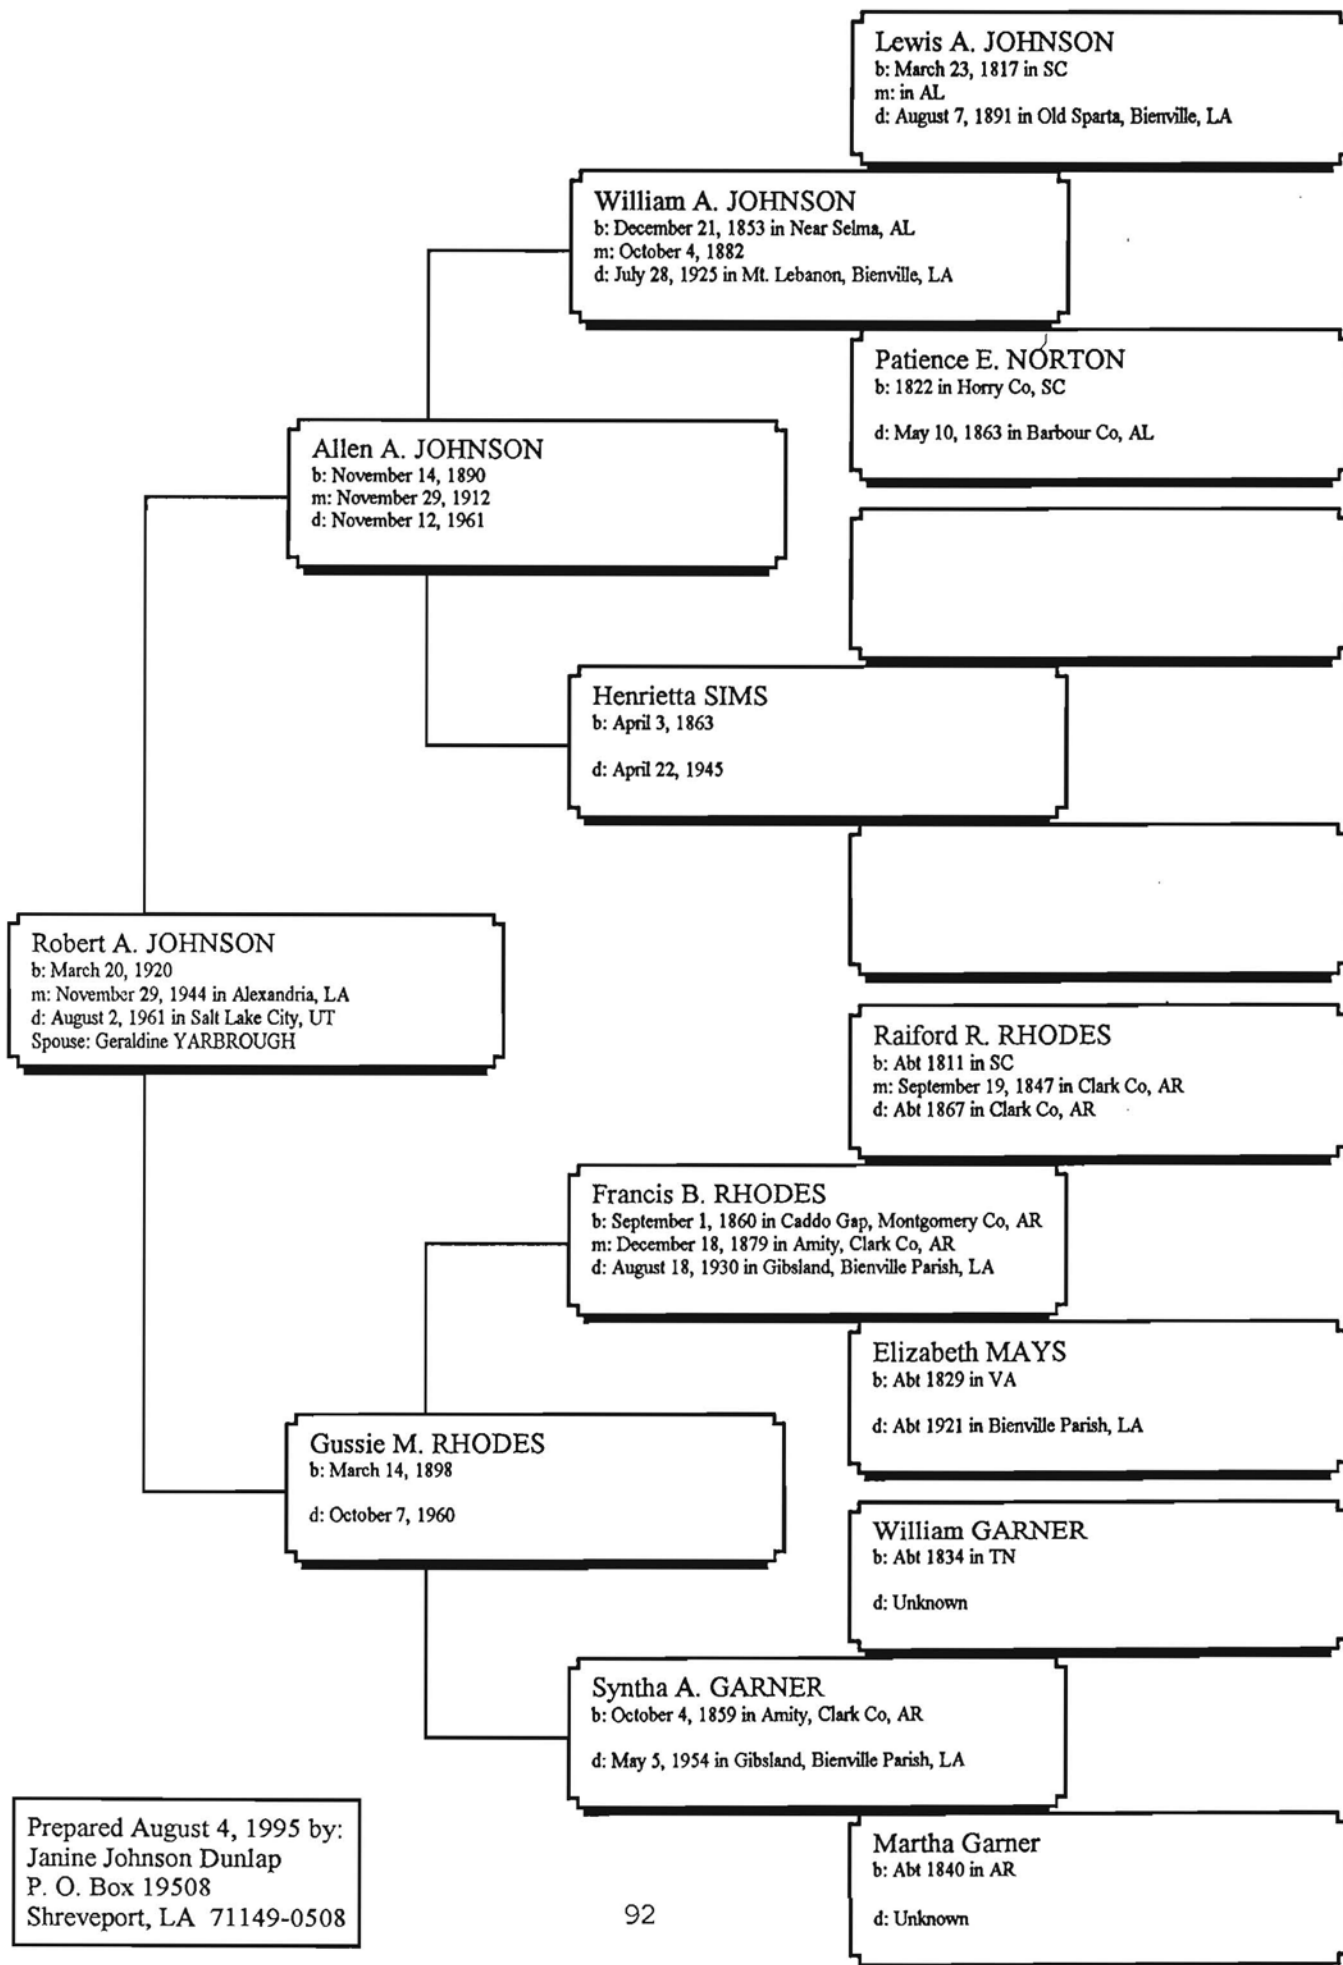 Lewis A. JOHNSON
b: March 23, 1817 in SC
m: in AL
d: August 7, 1891 in Old Sparta, Bienville, LA
William A. JOHNSON
b: December 21, 1853 in Near Selma, AL
m: October 4, 1882
d: July 28, 1925 in Mt. Lebanon, Bienville, LA
Patience E. NORTON
b: 1822 in Horry Co, SC
d: May 10, 1863 in Barbour Co, AL
Allen A. JOHNSON
b: November 14, 1890
m: November 29, 1912
d: November 12, 1961
Henrietta SIMS
b: April 3, 1863
d: April 22, 1945
Robert A. JOHNSON
b: March 20, 1920
m: November 29, 1944 in Alexandria, LA
d: August 2, 1961 in Salt Lake City, UT
Spouse: Geraldine YARBROUGH
Raiford R. RHODES
b: Abt 1811 in SC
m: September 19, 1847 in Clark Co, AR
d: Abt 1867 in Clark Co, AR
Francis B. RHODES
b: September 1, 1860 in Caddo Gap, Montgomery Co, AR
m: December 18, 1879 in Amity, Clark Co, AR
d: August 18, 1930 in Gibsland, Bienville Parish, LA
Elizabeth MAYS
b: Abt 1829 in VA
d: Abt 1921 in Bienville Parish, LA
Gussie M. RHODES
b: March 14, 1898
d: October 7, 1960
William GARNER
b: Abt 1834 in TN
d: Unknown
Syntha A. GARNER
b: October 4, 1859 in Amity, Clark Co, AR
d: May 5, 1954 in Gibsland, Bienville Parish, LA
Martha Garner
b: Abt 1840 in AR
d: Unknown
Prepared August 4, 1995 by:
Janine Johnson Dunlap
P. O. Box 19508
Shreveport, LA 71149-0508
92